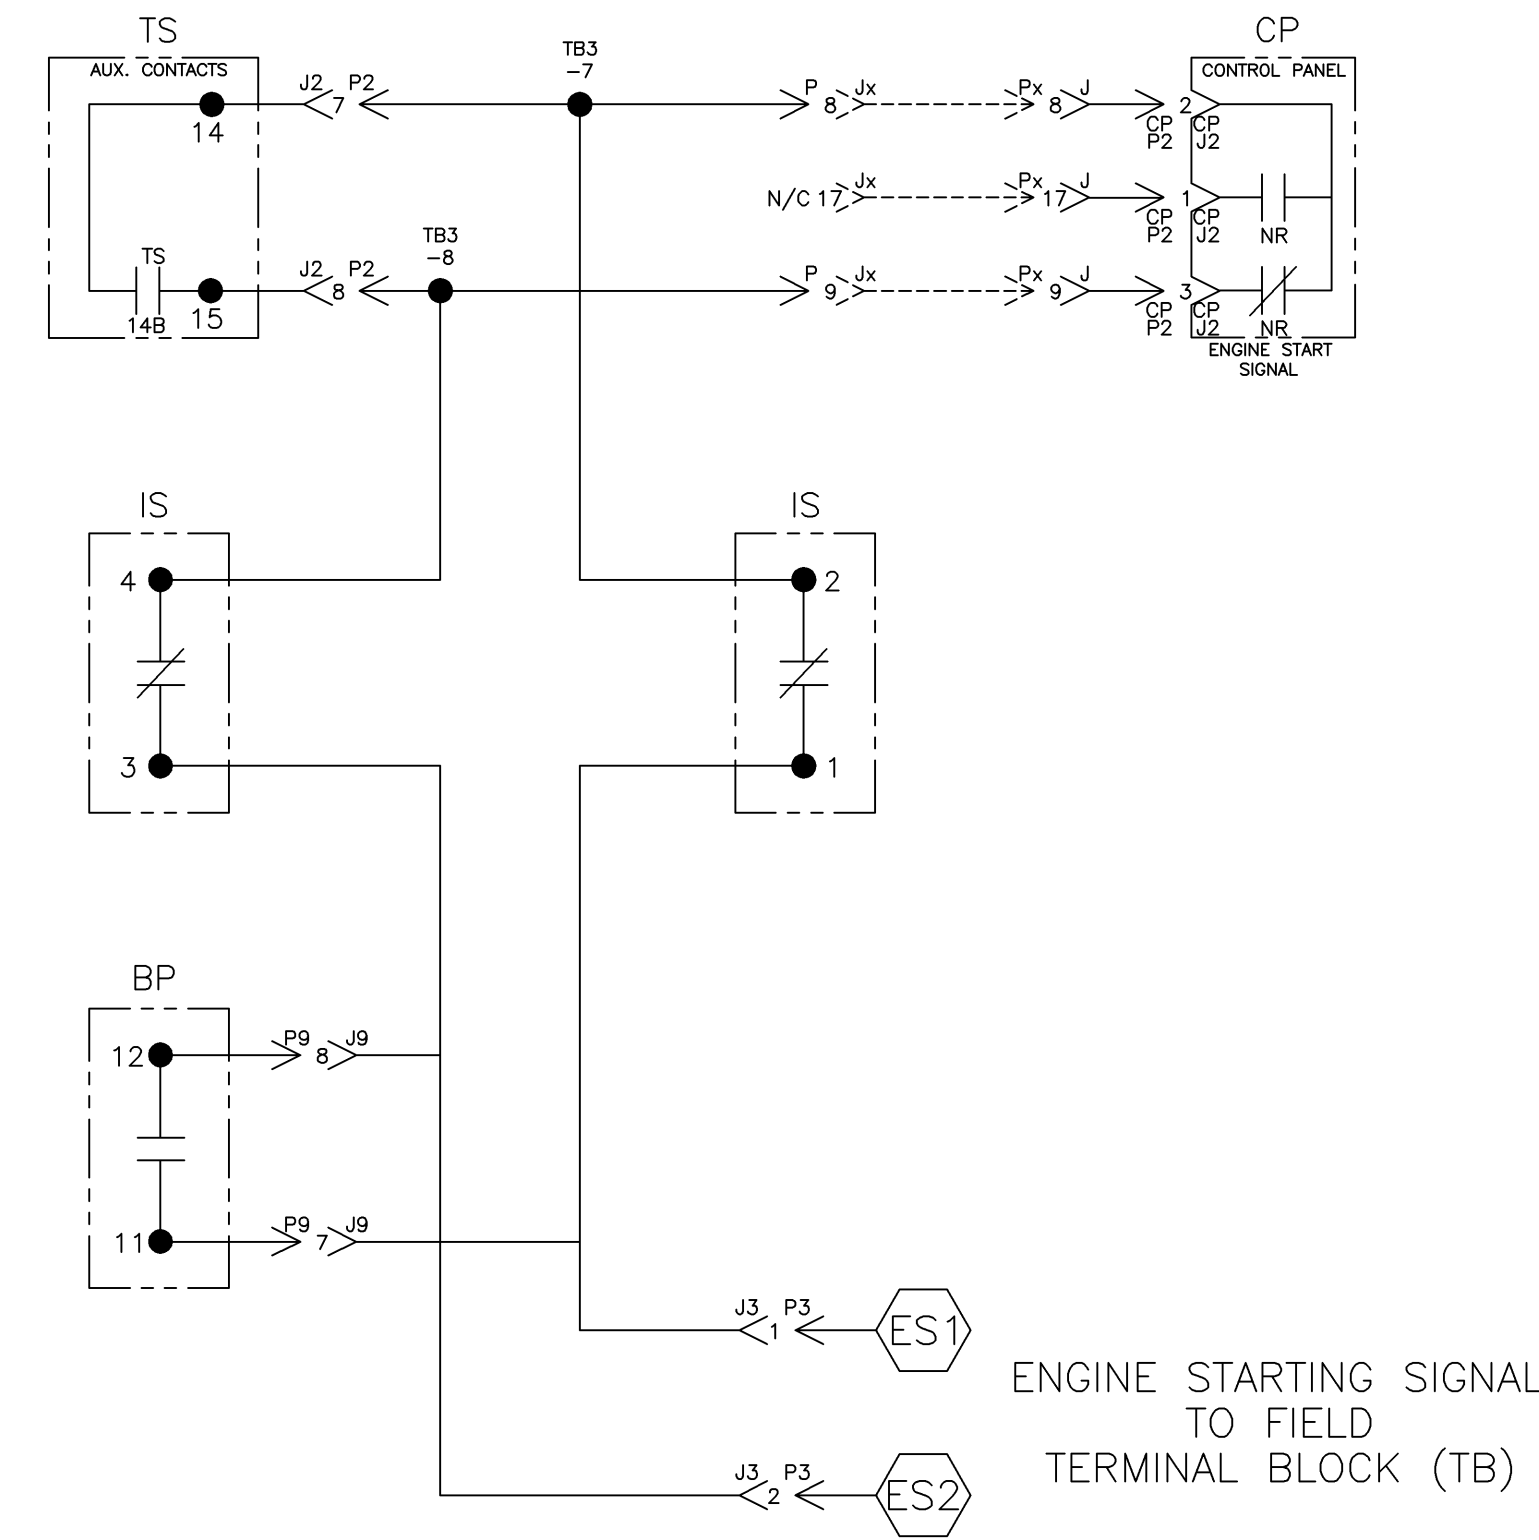 TS
CP
AUX. CONTACTS
TB3
-7
CONTROL PANEL
J2 P2
7
14
P Jx
8
Px J
8
2
CP CP
P2 J2
N/C 17 Jx
Px J
17
1
CP CP
P2 J2
NR
TS
14B
15
J2 P2
8
TB3
-8
P Jx
9
Px J
9
3
CP CP
P2 J2
NR
ENGINE START
SIGNAL
IS
4
3
IS
2
1
BP
12
P9 J9
8
11
P9 J9
7
J3 P3
1
ES1
J3 P3
2
ES2
ENGINE STARTING SIGNAL
TO FIELD
TERMINAL BLOCK (TB)